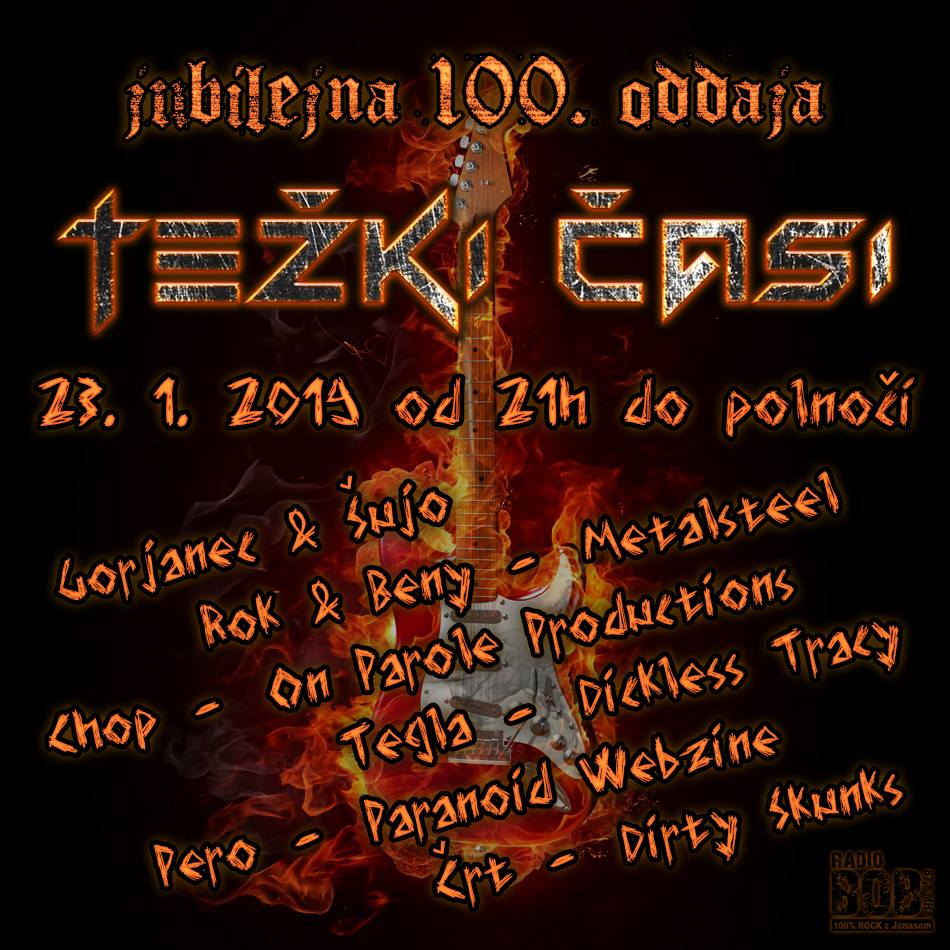 jubilejna 100. oddaja
TEŽKI ČASI
23. 1. 2019 od 21h do polnoči
Gorjanec & Šujo
Rok & Beny - Metalsteel
Chop - On Parole Productions
Tegla - Dickless Tracy
Pero - Paranoid Webzine
Črt - Dirty Skunks
RADIO
BOB
100% ROCK z Jonasom